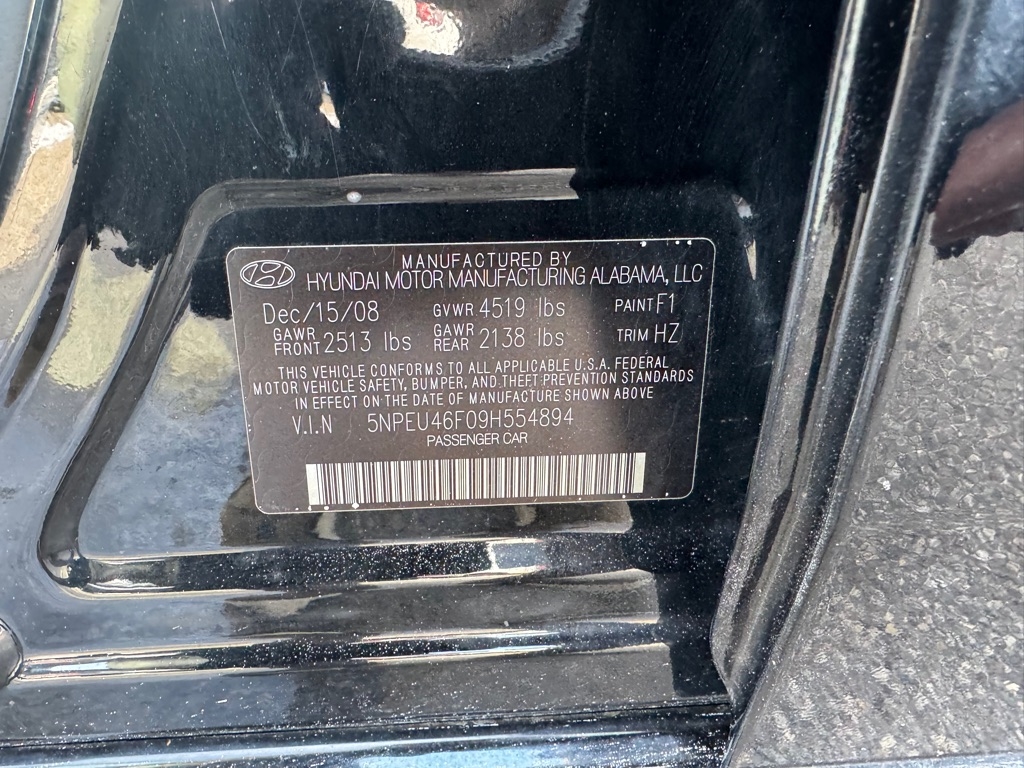 MANUFACTURED BY
HYUNDAI MOTOR MANUFACTURING ALABAMA, LLC
Dec/15/08 GVWR 4519 lbs PAINT F1
GAWR FRONT 2513 lbs GAWR REAR 2138 lbs TRIM HZ
THIS VEHICLE CONFORMS TO ALL APPLICABLE U.S.A. FEDERAL
MOTOR VEHICLE SAFETY, BUMPER, AND THEFT PREVENTION STANDARDS
IN EFFECT ON THE DATE OF MANUFACTURE SHOWN ABOVE
V.I.N 5NPEU46F09H554894
PASSENGER CAR